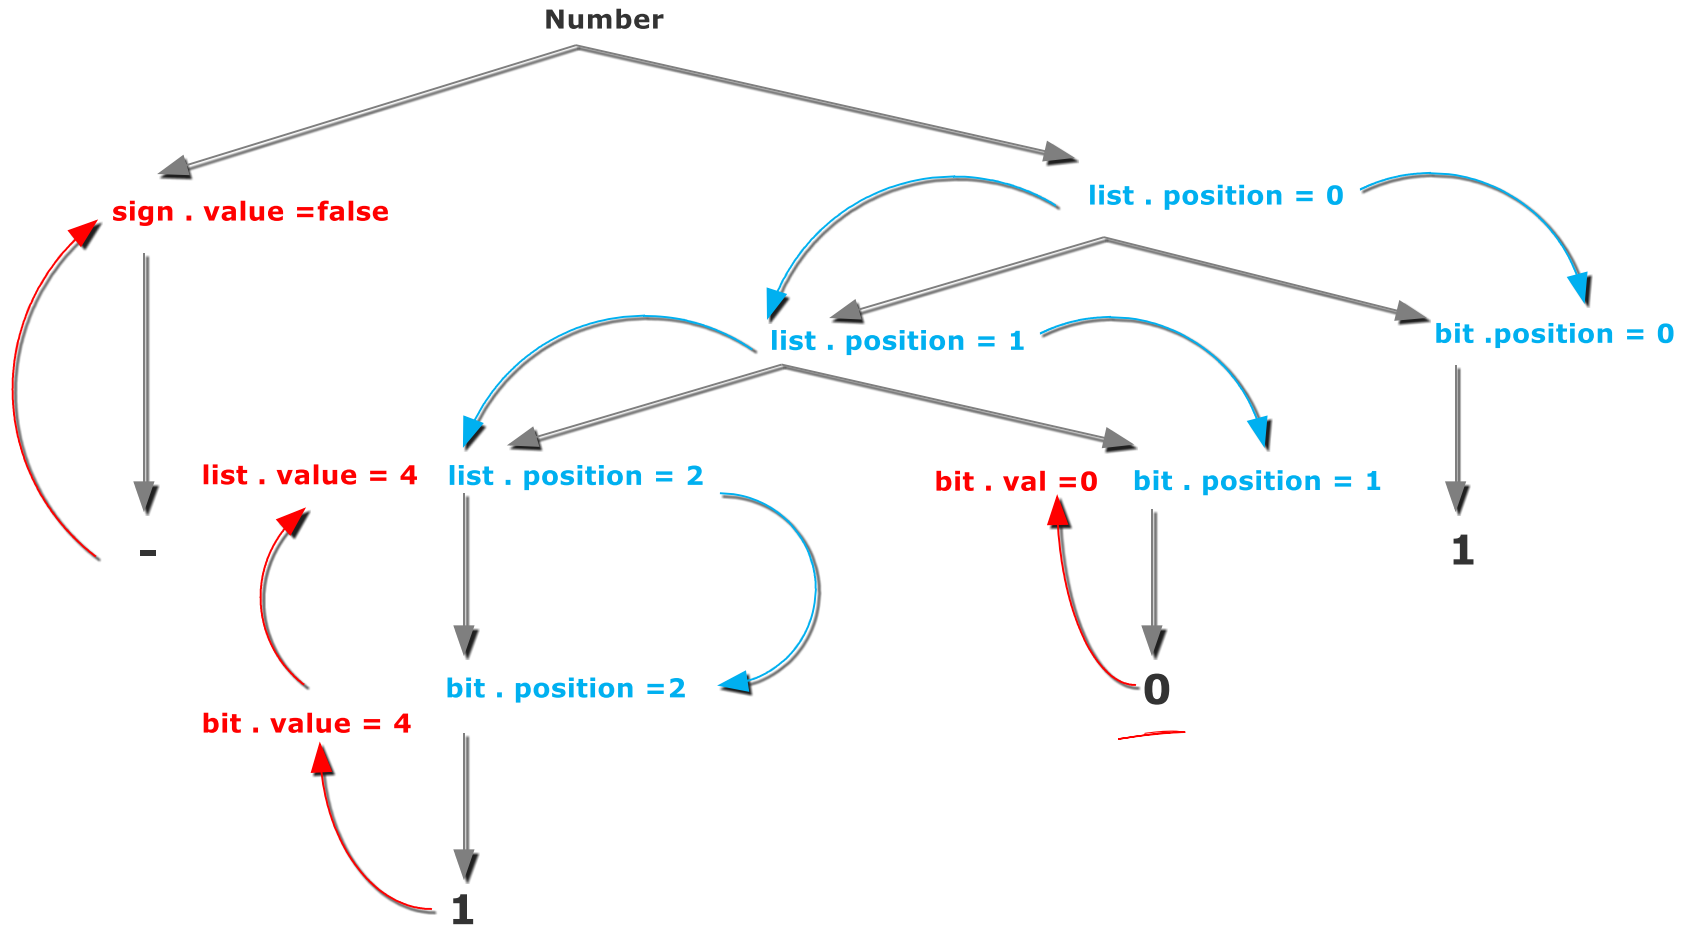 Number
sign . value =false
list . position = 0
list . position = 1
bit .position = 0
list . value = 4
list . position = 2
bit . val =0
bit . position = 1
-
1
bit . position =2
0
bit . value = 4
1